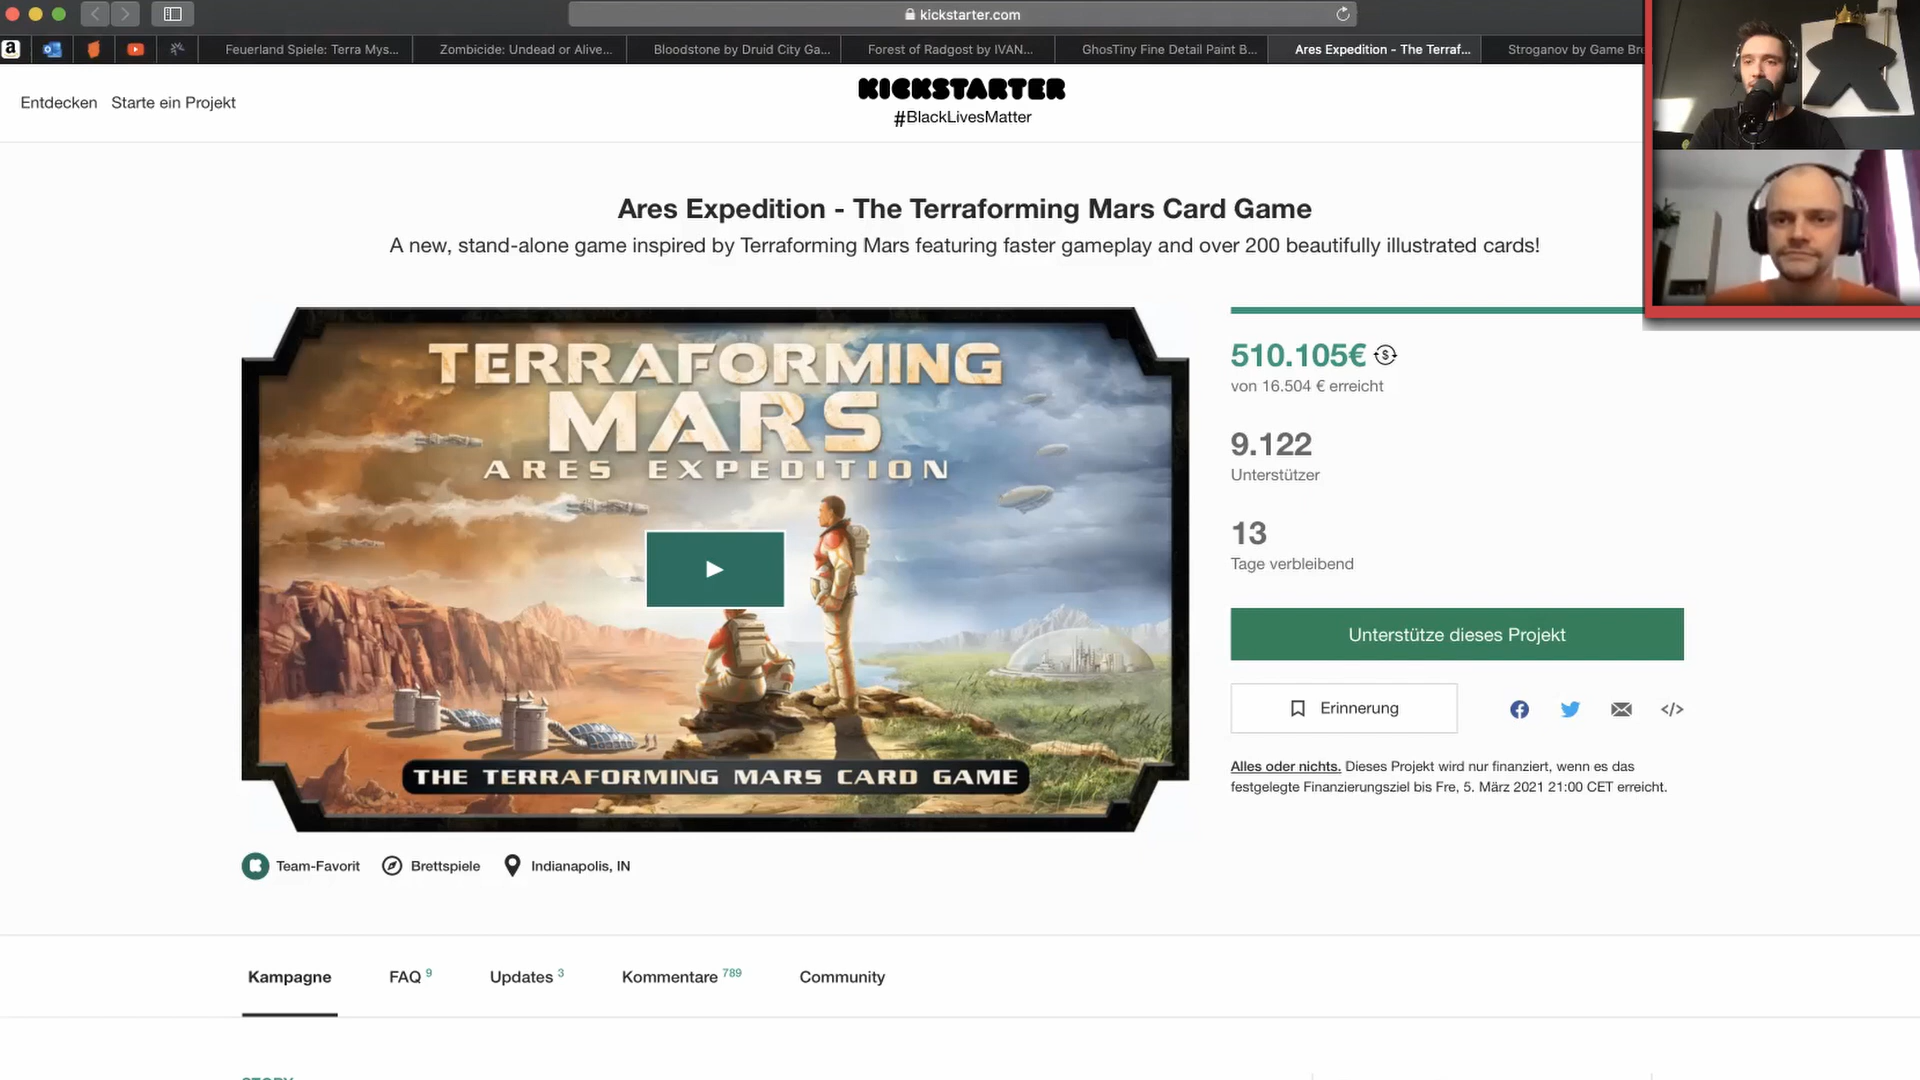 kickstarter.com
a
Feuerland Spiele: Terra Mys...
Zombicide: Undead or Alive...
Bloodstone by Druid City Ga...
Forest of Radgost by IVAN...
GhosTiny Fine Detail Paint B...
Ares Expedition - The Terraf...
Stroganov by Game Br
Entdecken
Starte ein Projekt
KICKSTARTER
#BlackLivesMatter
Ares Expedition - The Terraforming Mars Card Game
A new, stand-alone game inspired by Terraforming Mars featuring faster gameplay and over 200 beautifully illustrated cards!
TERRAFORMING
MARS
ARES EXPEDITION
THE TERRAFORMING MARS CARD GAME
510.105€
von 16.504 € erreicht
9.122
Unterstützer
13
Tage verbleibend
Unterstütze dieses Projekt
Erinnerung
Alles oder nichts. Dieses Projekt wird nur finanziert, wenn es das
festgelegte Finanzierungsziel bis Fre, 5. März 2021 21:00 CET erreicht.
Team-Favorit
Brettspiele
Indianapolis, IN
Kampagne
FAQ 9
Updates 3
Kommentare 789
Community
STORY